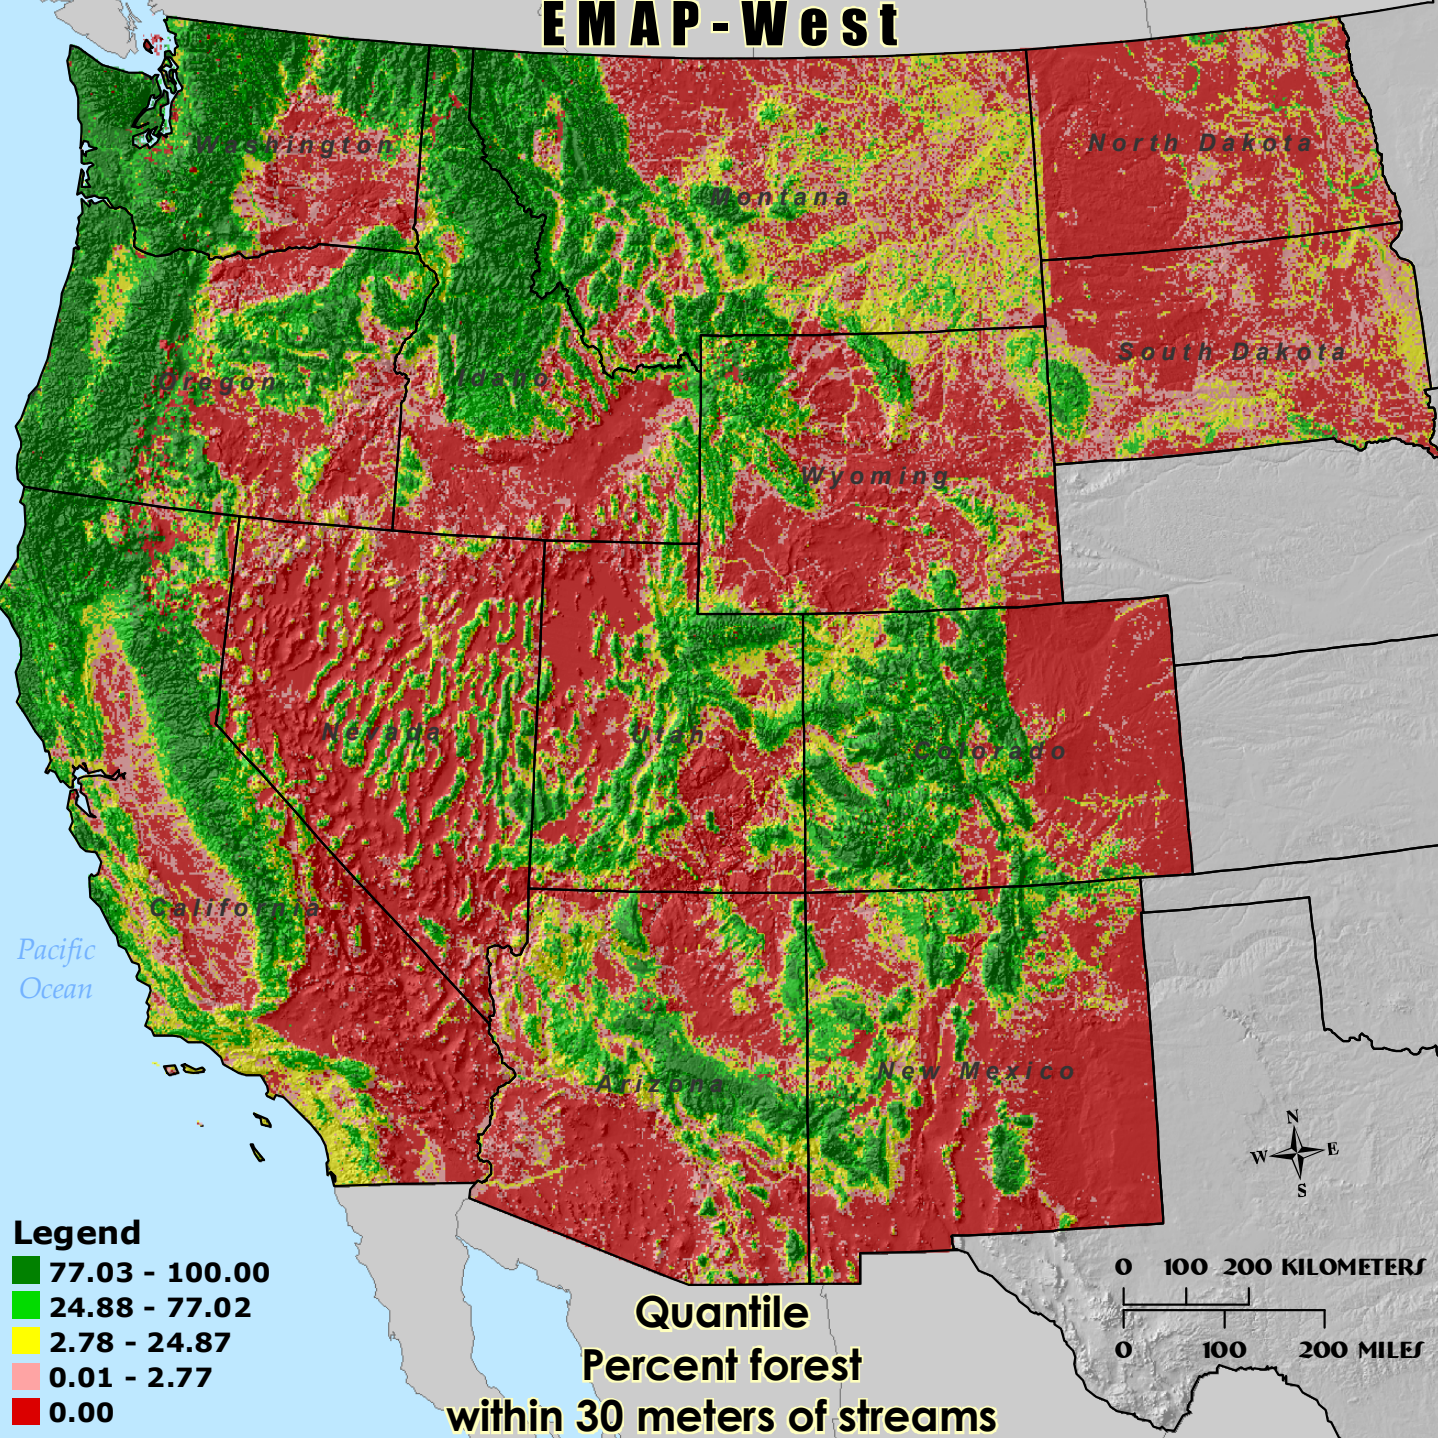 EMAP-West
Washington
Montana
North Dakota
Oregon
Idaho
South Dakota
Wyoming
Nevada
Utah
Colorado
California
Pacific
Ocean
Arizona
New Mexico
N
W
E
S
Legend
77.03 - 100.00
24.88 - 77.02
2.78 - 24.87
0.01 - 2.77
0.00
Quantile
Percent forest
within 30 meters of streams
0 100 200 KILOMETERS
0 100 200 MILES